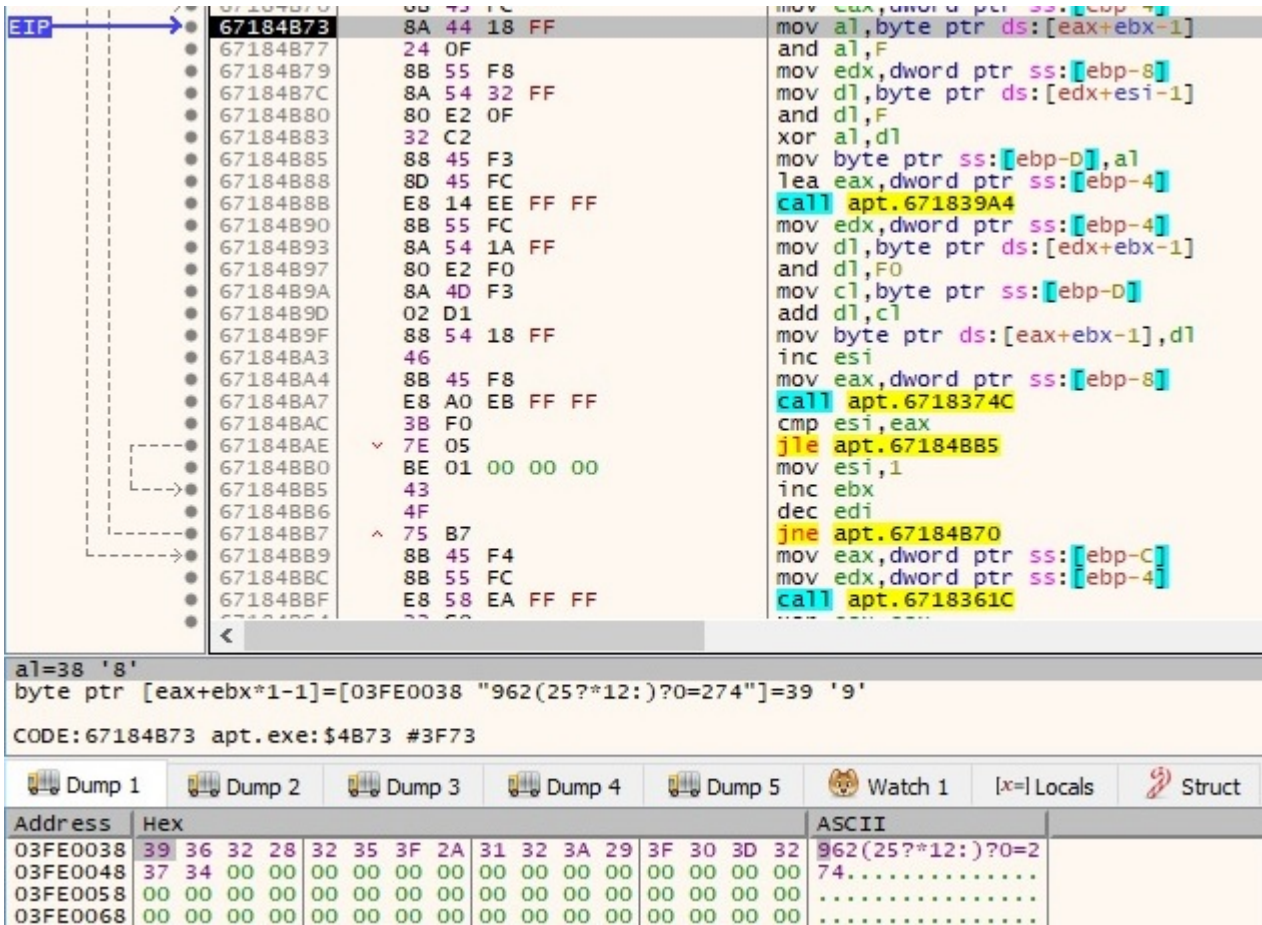 EIP 67184B73 8A 44 18 FF mov al,byte ptr ds:[eax+ebx-1]
67184B77 24 0F and al,F
67184B79 8B 55 F8 mov edx,dword ptr ss:[ebp-8]
67184B7C 8A 54 32 FF mov dl,byte ptr ds:[edx+esi-1]
67184B80 80 E2 0F and dl,F
67184B83 32 C2 xor al,dl
67184B85 88 45 F3 mov byte ptr ss:[ebp-D],al
67184B88 8D 45 FC lea eax,dword ptr ss:[ebp-4]
67184B8B E8 14 EE FF FF call apt.671839A4
67184B90 8B 55 FC mov edx,dword ptr ss:[ebp-4]
67184B93 8A 54 1A FF mov dl,byte ptr ds:[edx+ebx-1]
67184B97 80 E2 F0 and dl,F0
67184B9A 8A 4D F3 mov cl,byte ptr ss:[ebp-D]
67184B9D 02 D1 add dl,cl
67184B9F 88 54 18 FF mov byte ptr ds:[eax+ebx-1],dl
67184BA3 46 inc esi
67184BA4 8B 45 F8 mov eax,dword ptr ss:[ebp-8]
67184BA7 E8 A0 EB FF FF call apt.6718374C
67184BAC 3B F0 cmp esi,eax
67184BAE 7E 05 jle apt.67184BB5
67184BB0 BE 01 00 00 00 mov esi,1
67184BB5 43 inc ebx
67184BB6 4F dec edi
67184BB7 75 B7 jne apt.67184B70
67184BB9 8B 45 F4 mov eax,dword ptr ss:[ebp-C]
67184BBC 8B 55 FC mov edx,dword ptr ss:[ebp-4]
67184BBF E8 58 EA FF FF call apt.6718361C
al=38 '8'
byte ptr [eax+ebx*1-1]=[03FE0038 "962(25?*12:)?0=274"]=39 '9'
CODE:67184B73 apt.exe:$4B73 #3F73
Dump 1 Dump 2 Dump 3 Dump 4 Dump 5 Watch 1 [x=] Locals Struct
Address Hex ASCII
03FE0038 39 36 32 28 32 35 3F 2A 31 32 3A 29 3F 30 3D 32 962(25?*12:)?0=2
03FE0048 37 34 00 00 00 00 00 00 00 00 00 00 00 00 00 00 74..............
03FE0058 00 00 00 00 00 00 00 00 00 00 00 00 00 00 00 00 ................
03FE0068 00 00 00 00 00 00 00 00 00 00 00 00 00 00 00 00 ................